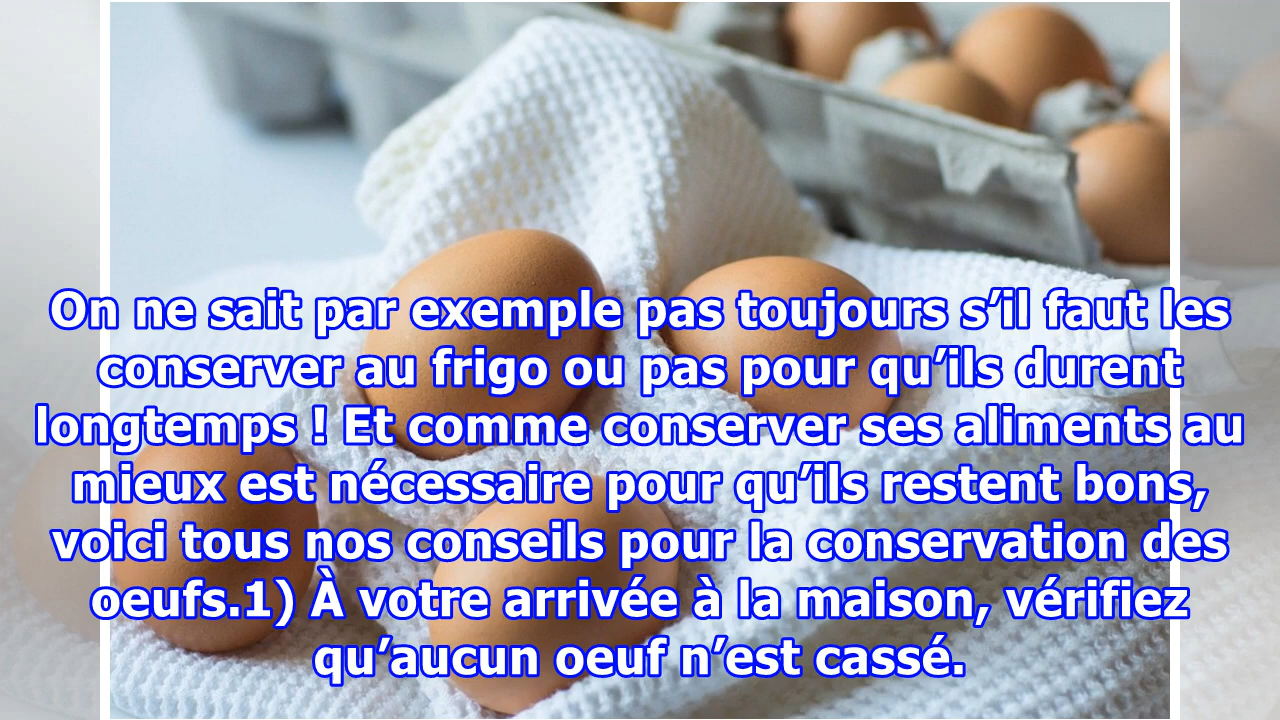 On ne sait par exemple pas toujours s’il faut les
conserver au frigo ou pas pour qu’ils durent
longtemps ! Et comme conserver ses aliments au
mieux est nécessaire pour qu’ils restent bons,
voici tous nos conseils pour la conservation des
oeufs.1) À votre arrivée à la maison, vérifiez
qu’aucun oeuf n’est cassé.